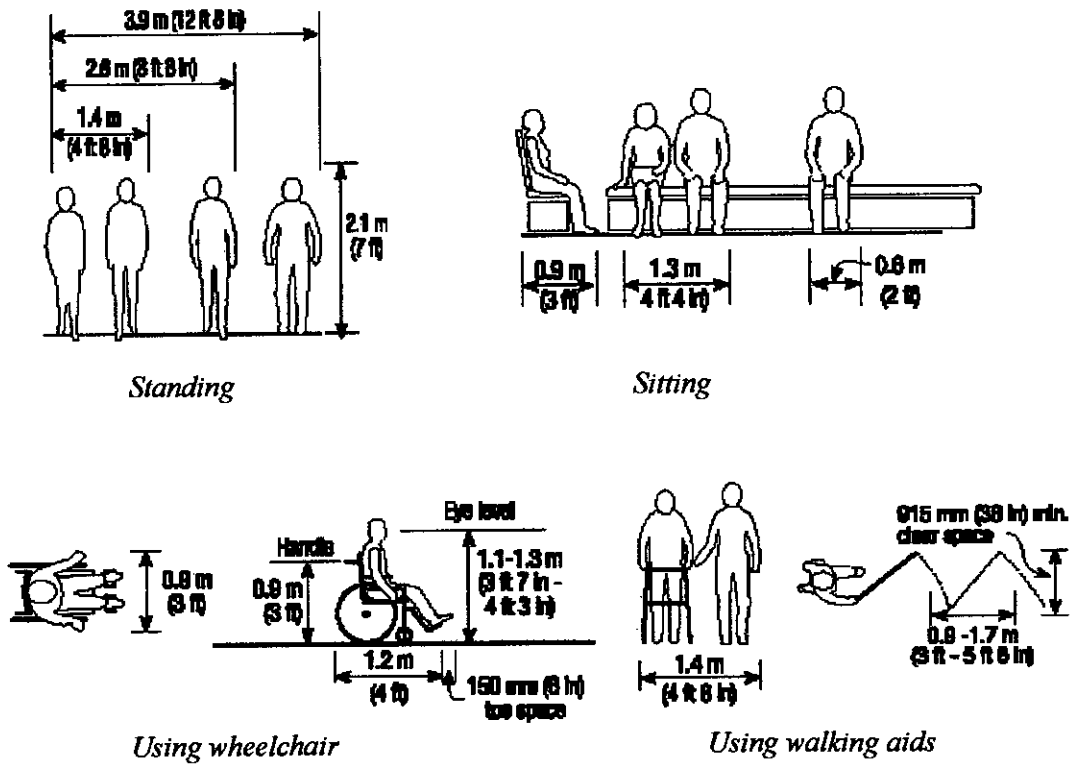 3.9 m (12 ft 8 in)
2.6 m (8 ft 8 in)
1.4 m
(4 ft 6 in)
2.1 m
(7 ft)
Standing
0.9 m
(3 ft)
1.3 m
4 ft 4 in)
0.6 m
(2 ft)
Sitting
0.9 m
(3 ft)
Handle
0.9 m
(3 ft)
Eye level
1.1-1.3 m
(3 ft 7 in -
4 ft 3 in)
1.2 m
(4 ft)
150 mm (6 in)
toe space
Using wheelchair
1.4 m
(4 ft 6 in)
915 mm (36 in) min.
clear space
0.9 -1.7 m
(3 ft - 5 ft 6 in)
Using walking aids